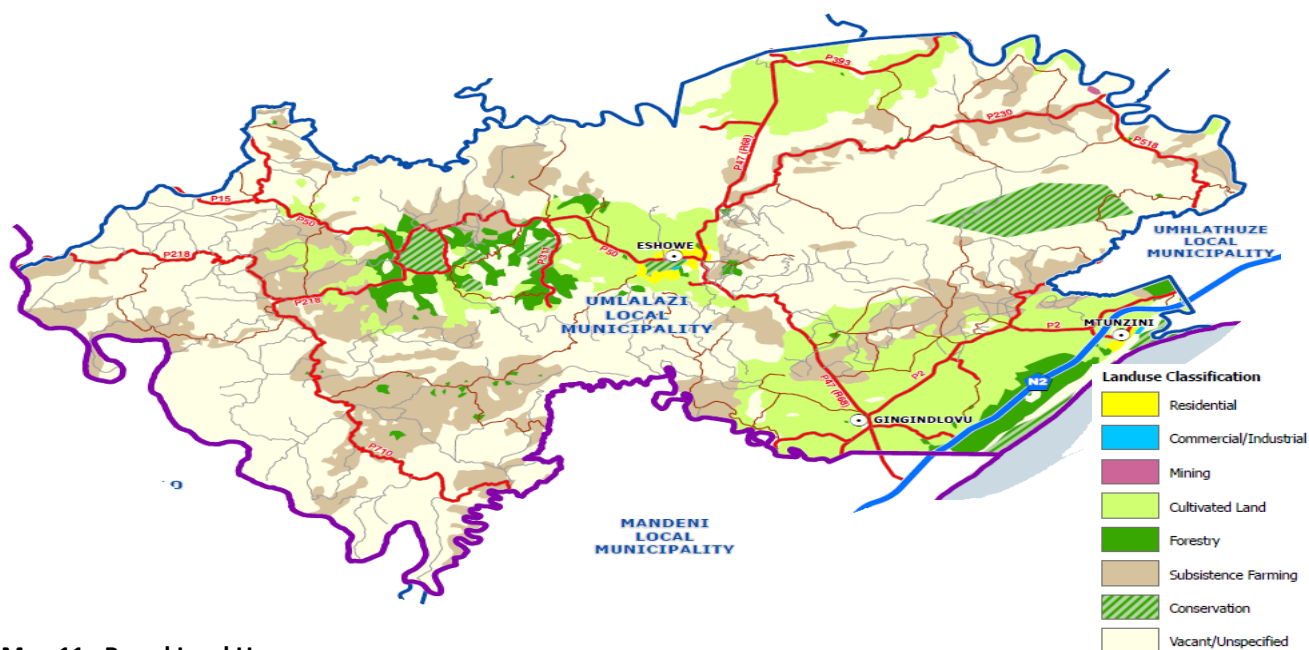 P393
P47 (R68)
P230
P518
P15
P50
P218
P218
P317
P50
ESHOWE
UMHLATHUZE
LOCAL
MUNICIPALITY
UMLALAZI
LOCAL
MUNICIPALITY
P2
MTUNZINI
P2
N2
P47 (R68)
GINGINDLOVU
P710
MANDENI
LOCAL
MUNICIPALITY
Landuse Classification
Residential
Commercial/Industrial
Mining
Cultivated Land
Forestry
Subsistence Farming
Conservation
Vacant/Unspecified